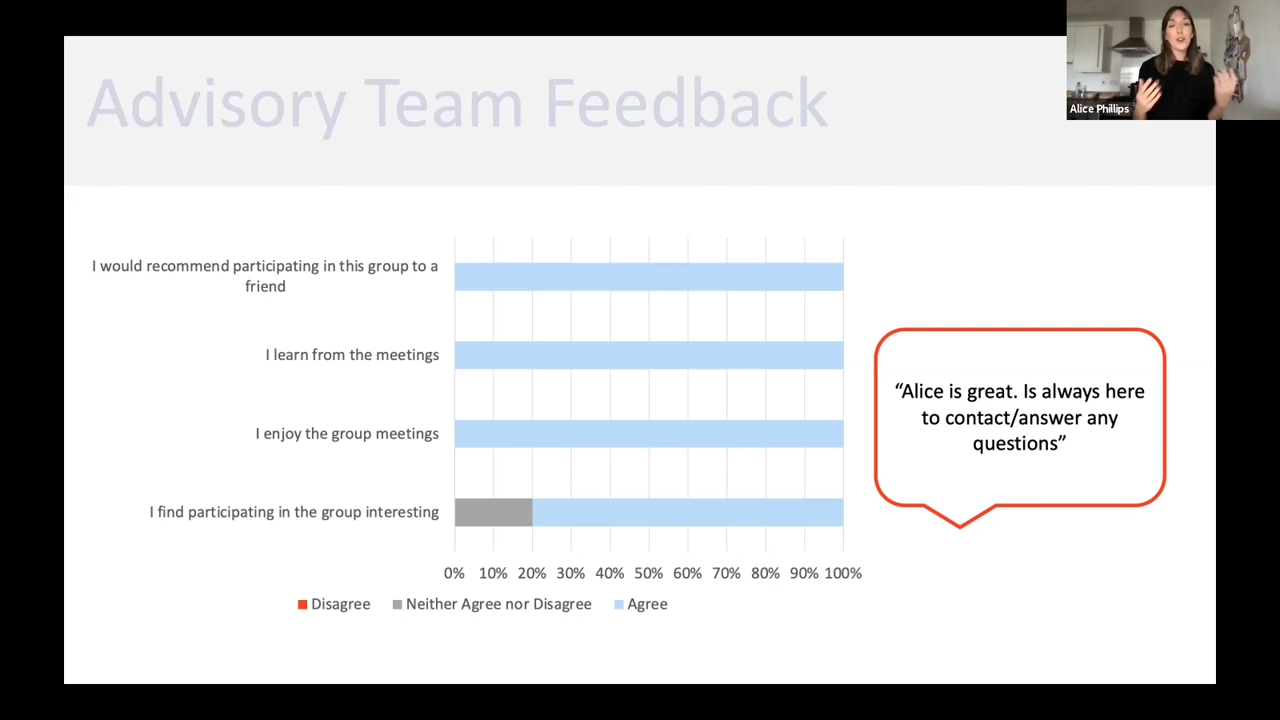 Advisory Team Feedback
Alice Phillips
I would recommend participating in this group to a
friend
I learn from the meetings
I enjoy the group meetings
I find participating in the group interesting
0% 10% 20% 30% 40% 50% 60% 70% 80% 90% 100%
Disagree Neither Agree nor Disagree Agree
“Alice is great. Is always here
to contact/answer any
questions”